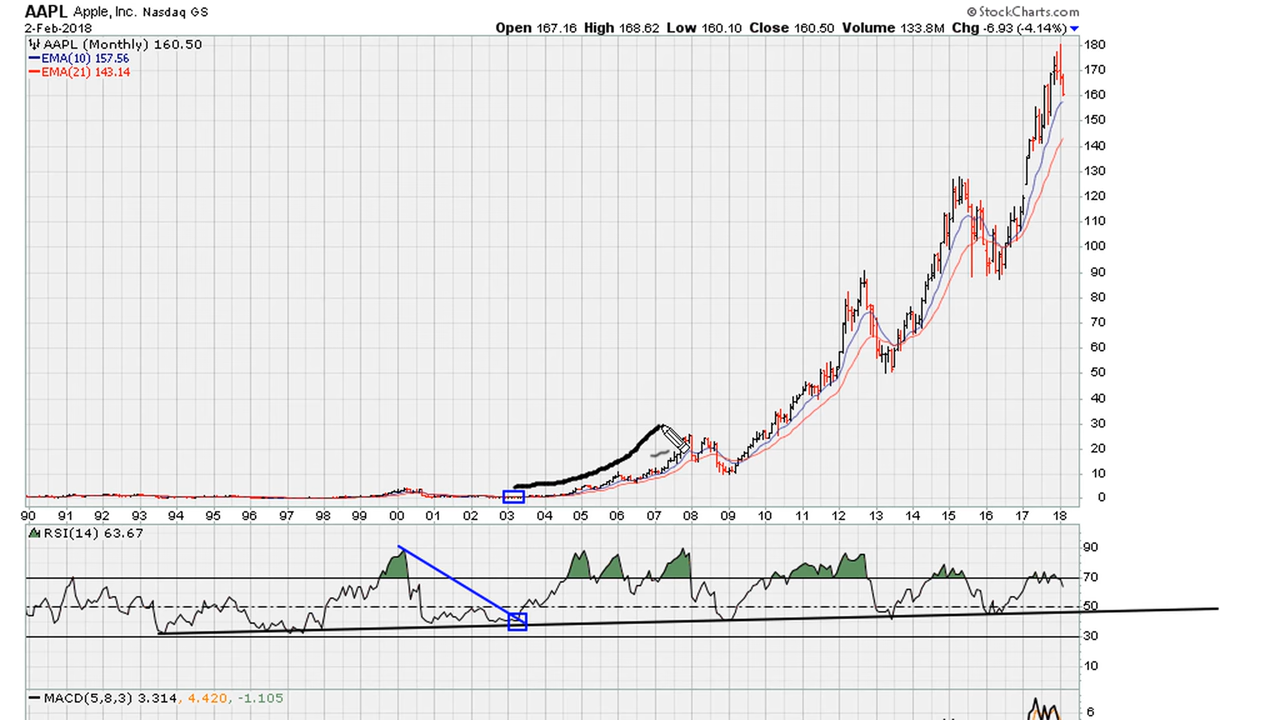 AAPL Apple, Inc. Nasdaq GS
© StockCharts.com
2-Feb-2018
Open 167.16 High 168.62 Low 160.10 Close 160.50 Volume 133.8M Chg -6.93 (-4.14%)
AAPL (Monthly) 160.50
EMA(10) 157.56
EMA(21) 143.14
180
170
160
150
140
130
120
110
100
90
80
70
60
50
40
30
20
10
0
90 91 92 93 94 95 96 97 98 99 00 01 02 03 04 05 06 07 08 09 10 11 12 13 14 15 16 17 18
RSI(14) 63.67
90
70
50
30
10
MACD(5,8,3) 3.314, 4.420, -1.105
6